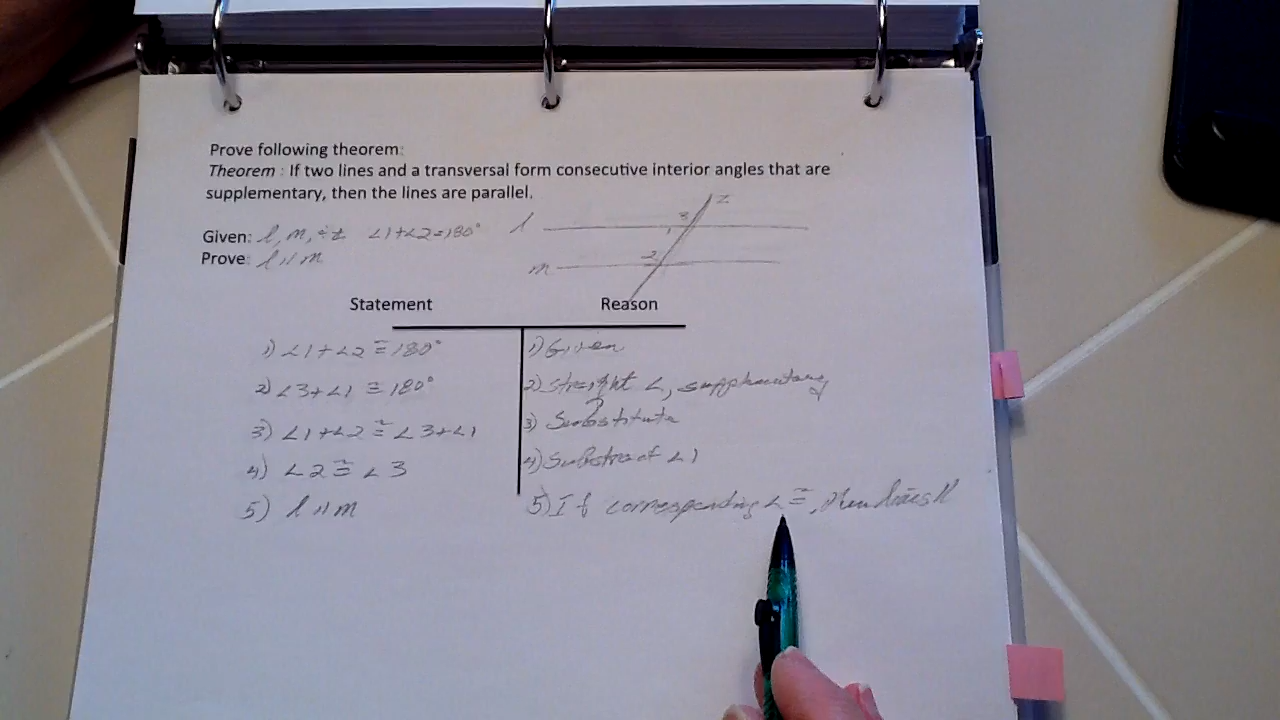 Prove following theorem:
Theorem : If two lines and a transversal form consecutive interior angles that are
supplementary, then the lines are parallel.
Given: l, m, ∠1+∠2=180°
Prove: l ∥ m
l
3
1
m
2
Statement Reason
1) ∠1+∠2 ≅ 180° 1) Given
2) ∠3+∠1 ≅ 180° 2) straight ∠,
3) ∠1+∠2 ≅ ∠3+∠1 3) Substitute
4) ∠2 ≅ ∠3 4) Subtract ∠1
5) l ∥ m 5) If corresponding ∠ ≅, then lines ∥